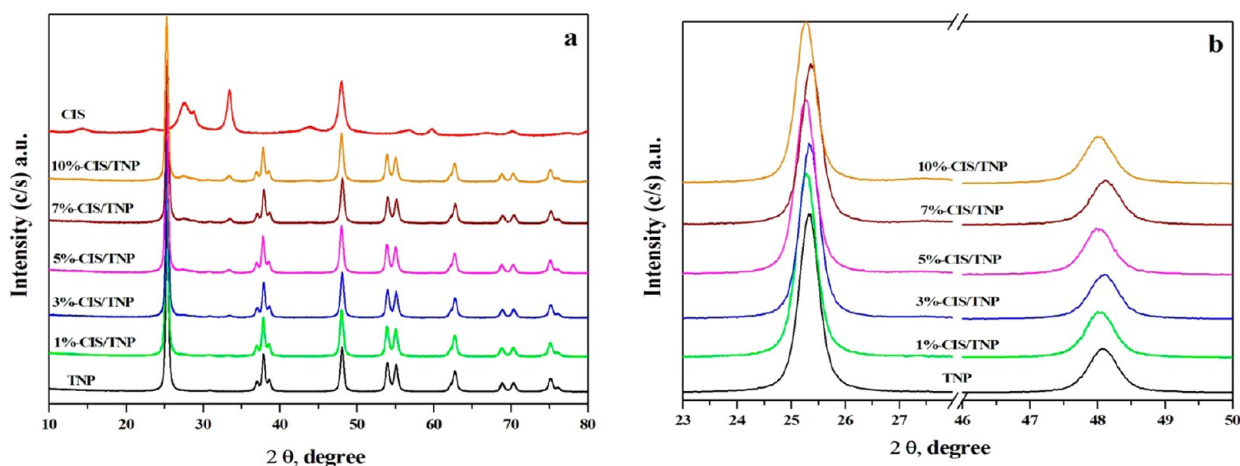 a
Intensity (c/s) a.u.
CIS
10%-CIS/TNP
7%-CIS/TNP
5%-CIS/TNP
3%-CIS/TNP
1%-CIS/TNP
TNP
10 20 30 40 50 60 70 80
2 θ, degree
b
Intensity (c/s) a.u.
10%-CIS/TNP
7%-CIS/TNP
5%-CIS/TNP
3%-CIS/TNP
1%-CIS/TNP
TNP
23 24 25 26 27 46 47 48 49 50
2 θ, degree